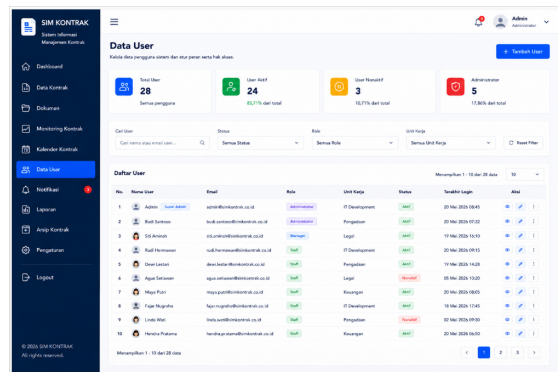 SIM KONTRAK
Sistem Informasi
Manajemen Kontrak
Dashboard
Data Kontrak
Dokumen
Monitoring Kontrak
Kalender Kontrak
Data User
Notifikasi
Laporan
Arsip Kontrak
Pengaturan
Logout
© 2026 SIM KONTRAK
All rights reserved.
Admin
Administrator
Data User
Kelola data pengguna sistem dan atur peran serta hak akses.
+ Tambah User
Total User
28
Semua pengguna
User Aktif
24
85,71% dari total
User Nonaktif
3
10,71% dari total
Administrator
5
17,86% dari total
Cari User
Cari nama atau email user...
Status
Semua Status
Role
Semua Role
Unit Kerja
Semua Unit Kerja
Reset Filter
Daftar User
Menampilkan 1 - 10 dari 28 data
10
No. Nama User Email Role Unit Kerja Status Terakhir Login Aksi
1 Admin Super Admin admin@simkontrak.co.id Administrator IT Development Aktif 20 Mei 2026 08:45
2 Budi Santoso budi.santoso@simkontrak.co.id Administrator Pengadaan Aktif 20 Mei 2026 07:22
3 Siti Aminah siti.aminah@simkontrak.co.id Manager Legal Aktif 19 Mei 2026 16:10
4 Rudi Hermawan rudi.hermawan@simkontrak.co.id Staff IT Development Aktif 20 Mei 2026 09:15
5 Dewi Lestari dewi.lestari@simkontrak.co.id Staff Pengadaan Aktif 19 Mei 2026 14:28
6 Agus Setiawan agus.setiawan@simkontrak.co.id Staff Legal Nonaktif 05 Mei 2026 10:20
7 Maya Putri maya.putri@simkontrak.co.id Staff Keuangan Aktif 20 Mei 2026 08:05
8 Fajar Nugroho fajar.nugroho@simkontrak.co.id Staff IT Development Aktif 18 Mei 2026 17:45
9 Linda Wati linda.wati@simkontrak.co.id Staff Pengadaan Nonaktif 02 Mei 2026 09:30
10 Hendra Pratama hendra.pratama@simkontrak.co.id Staff Keuangan Aktif 20 Mei 2026 06:50
Menampilkan 1 - 10 dari 28 data
1 2 3